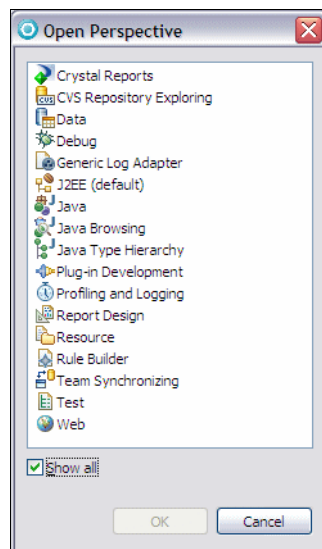 Open Perspective
Crystal Reports
CVS Repository Exploring
Data
Debug
Generic Log Adapter
J2EE (default)
Java
Java Browsing
Java Type Hierarchy
Plug-in Development
Profiling and Logging
Report Design
Resource
Rule Builder
Team Synchronizing
Test
Web
Show all
OK Cancel